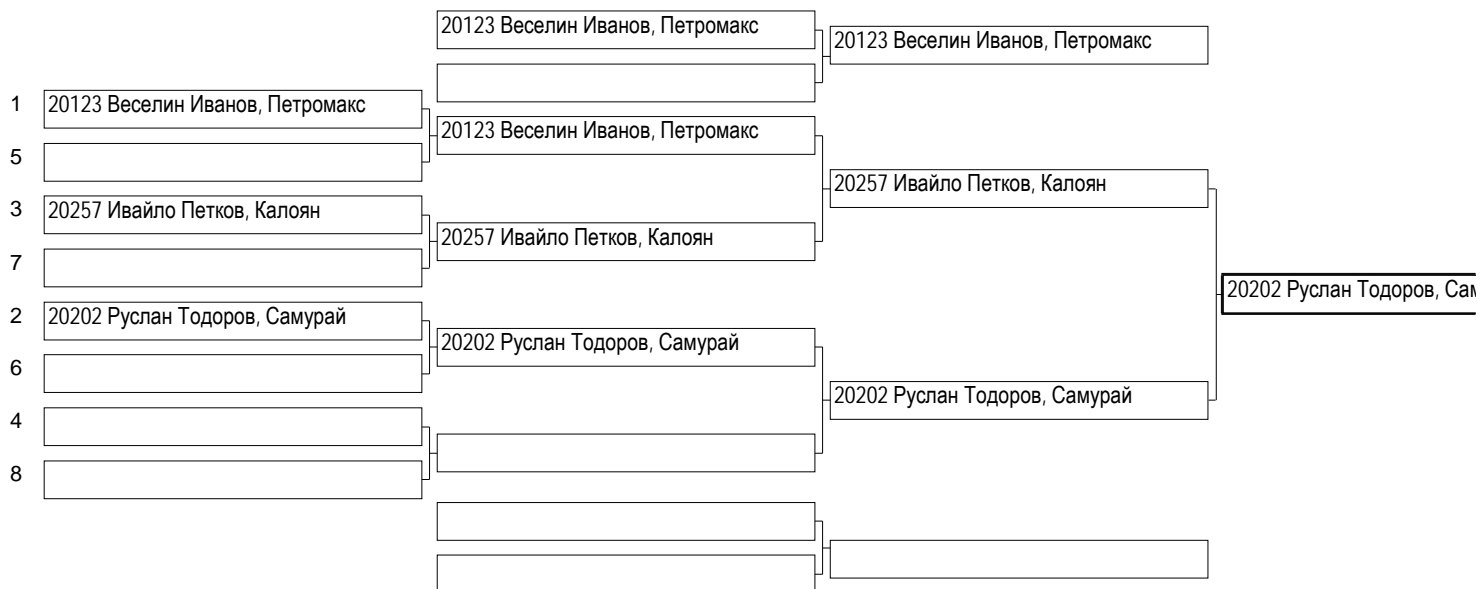 20123 Веселин Иванов, Петромакс
20123 Веселин Иванов, Петромакс
1 20123 Веселин Иванов, Петромакс
20123 Веселин Иванов, Петромакс
5
20257 Ивайло Петков, Калоян
3 20257 Ивайло Петков, Калоян
20257 Ивайло Петков, Калоян
7
20202 Руслан Тодоров,
2 20202 Руслан Тодоров, Самурай
20202 Руслан Тодоров, Самурай
6
20202 Руслан Тодоров, Самурай
4
8